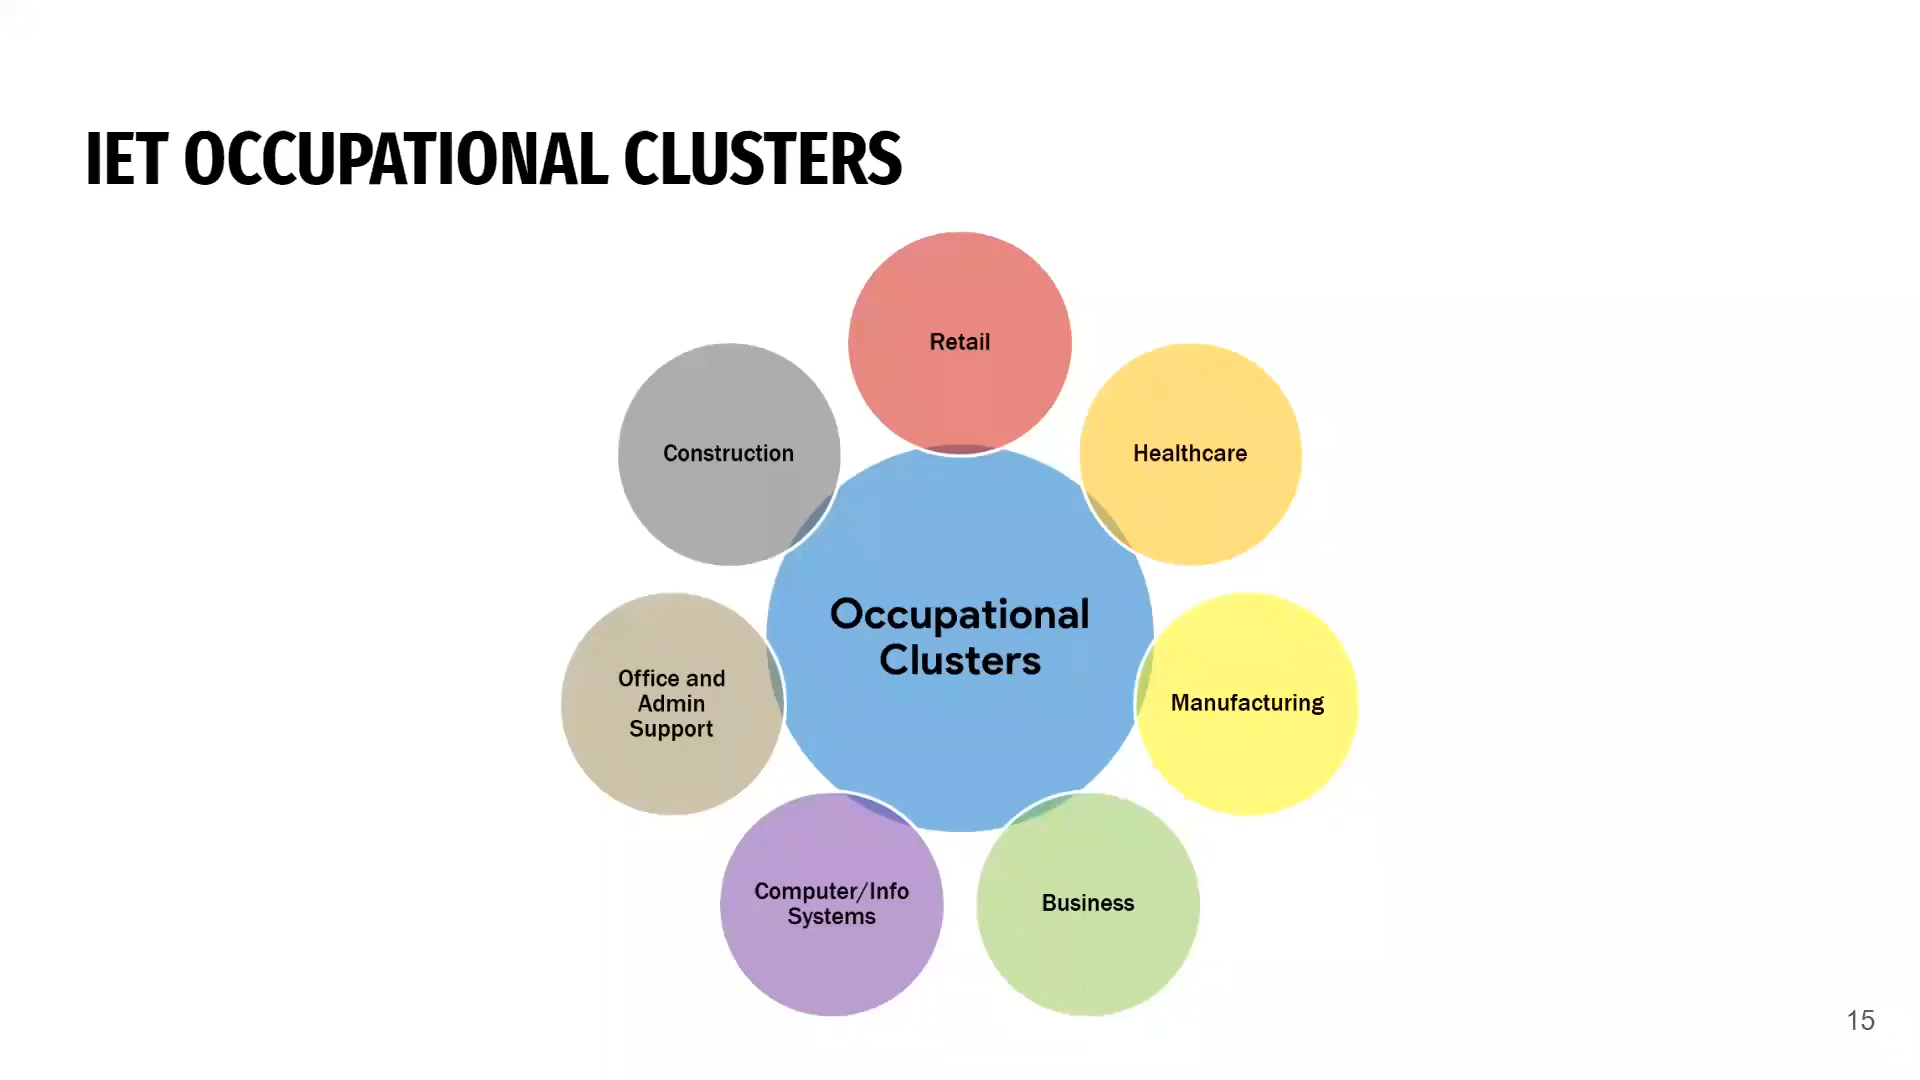 IET OCCUPATIONAL CLUSTERS
Retail
Construction
Healthcare
Occupational
Clusters
Office and
Admin
Support
Manufacturing
Computer/Info
Systems
Business
15